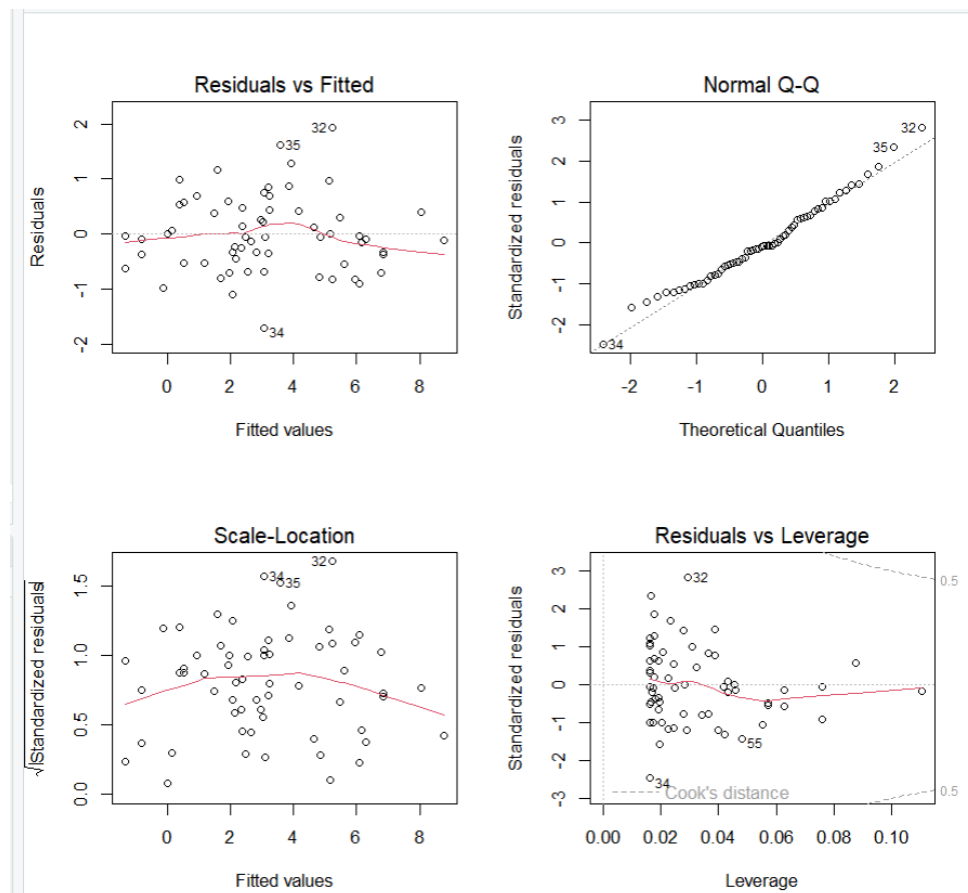 Residuals vs Fitted
Residuals
2
1
0
-1
-2
32
35
34
0 2 4 6 8
Fitted values
Normal Q-Q
Standardized residuals
3
2
1
0
-1
-2
32
35
34
-2 -1 0 1 2
Theoretical Quantiles
Scale-Location
√|Standardized residuals|
1.5
1.0
0.5
0.0
32
34
35
0 2 4 6 8
Fitted values
Residuals vs Leverage
Standardized residuals
3
2
1
0
-1
-2
-3
0.5
32
55
34
Cook's distance
0.5
0.00 0.02 0.04 0.06 0.08 0.10
Leverage